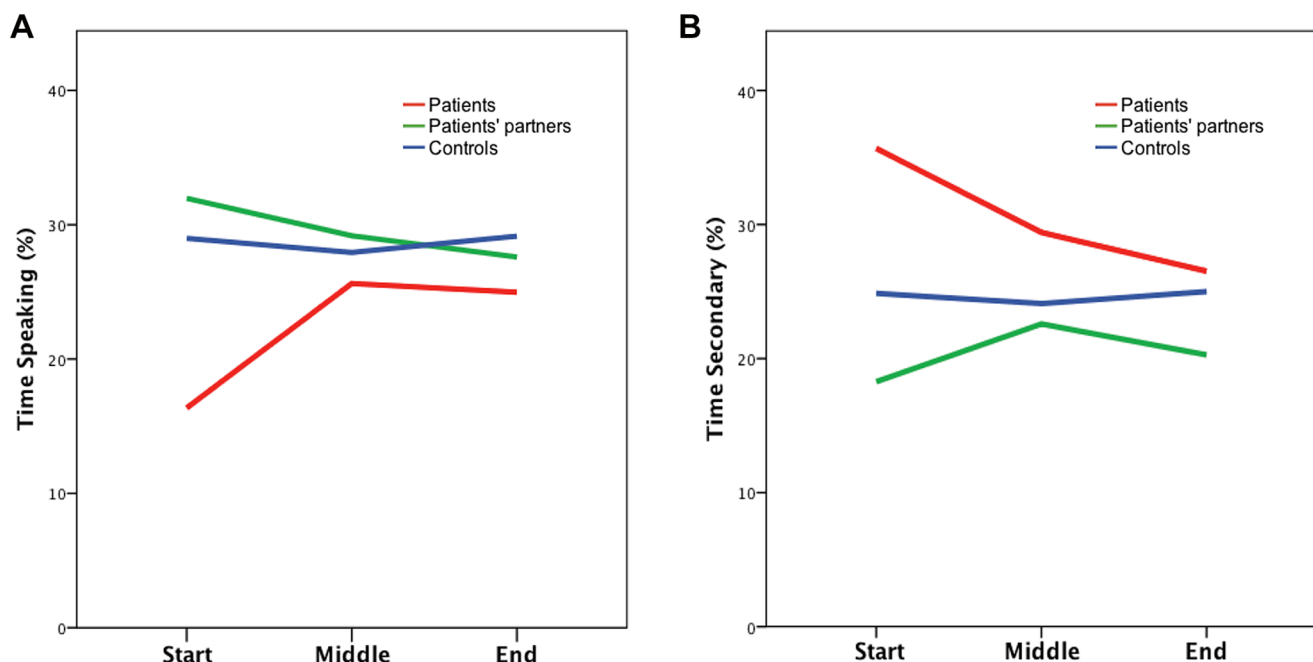 A
Time Speaking (%)
40
30
20
10
0
Patients
Patients' partners
Controls
Start Middle End
B
Time Secondary (%)
40
30
20
10
0
Patients
Patients' partners
Controls
Start Middle End